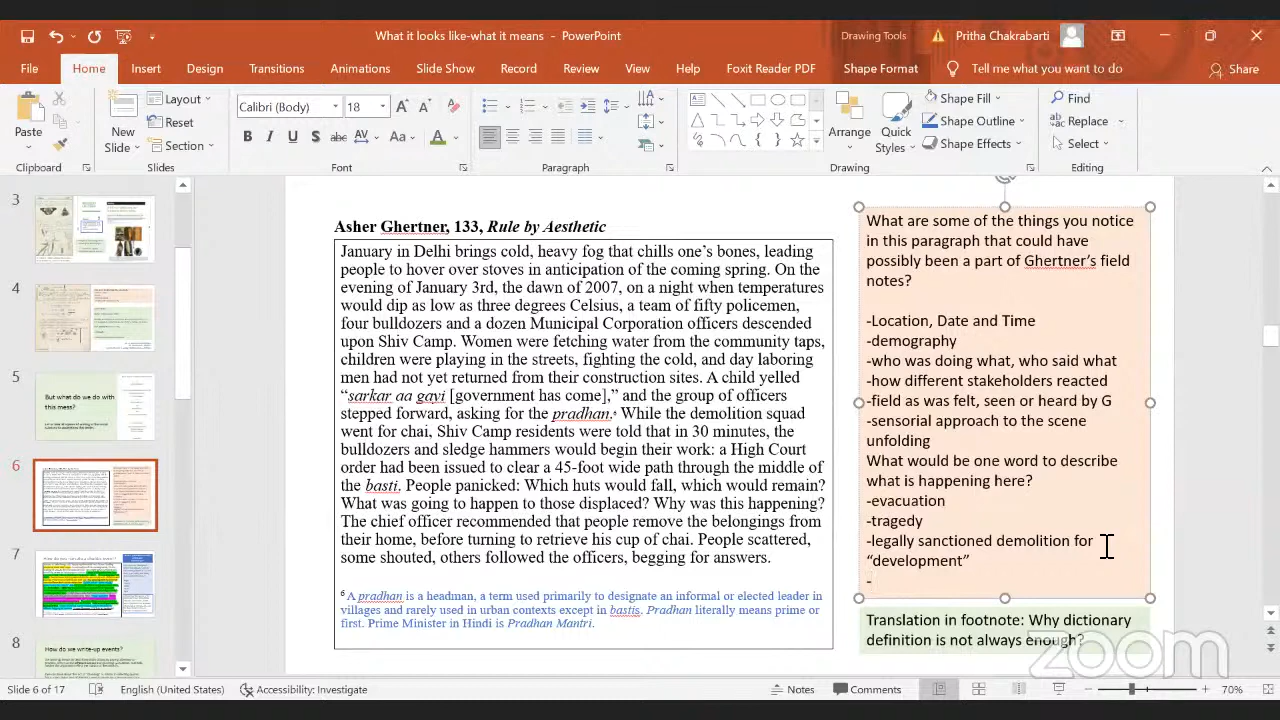 What it looks like-what it means - PowerPoint
Drawing Tools
Pritha Chakrabarti
File
Home
Insert
Design
Transitions
Animations
Slide Show
Record
Review
View
Help
Foxit Reader PDF
Shape Format
Tell me what you want to do
Share
Paste
New
Slide
Layout
Reset
Section
Calibri (Body)
18
Arrange
Quick
Styles
Shape Fill
Shape Outline
Shape Effects
Find
Replace
Select
Clipboard
Slides
Font
Paragraph
Drawing
Editing
3
4
5
But what do we do with
this mess?
6
7
8
How do we write-up events?
Asher Ghertner, 133, Rule by Aesthetic
January in Delhi brings cold, heavy fog that chills one's bones, leading
people to hover over stoves in anticipation of the coming spring. On the
evening of January 3rd, the dawn of 2007, on a night when temperatures
would dip as low as three degrees Celsius, a team of fifty policemen,
four bulldozers and a dozen Municipal Corporation officers descended
upon Shiv Camp. Women were fetching water from the community taps,
children were playing in the streets, fighting the cold, and day laboring
men had not yet returned from their construction sites. A child yelled
“sarkar aa gayi [government has come],” and the group of officers
stepped forward, asking for the pradhan. While the demolition squad
went for chai, Shiv Camp residents were told that in 30 minutes, the
bulldozers and sledge hammers would begin their work: a High Court
order had been issued to clear a foot wide path through the middle of
the basti. People panicked: Which huts would fall, which would remain?
What was going to happen to those displaced? Why was this happening?
The chief officer recommended that people remove the belongings from
their home, before turning to retrieve his cup of chai. People scattered,
some shouted, others followed the officers, begging for answers.
Pradhan is a headman, to designate an informal or elected leader
and rarely used in urban except in bastis. Pradhan literally means prime or
first. Prime Minister in Hindi is Pradhan Mantri.
What are some of the things you notice
in this paragraph that could have
possibly been a part of Ghertner's field
notes?
-Location, Date and Time
-demography
-who was doing what, who said what
-how different stakeholders reacted
-field as was felt, sean or heard by G
-sensorial approach to the scene
unfolding
What would be one word to describe
what is happening here?
-evacuation
-tragedy
-legally sanctioned demolition for
“development
-
Translation in footnote: Why dictionary
definition is not always enough?
zoom
Slide 6 of 17
English (United States)
Accessibility: Investigate
Notes
Comments
70%